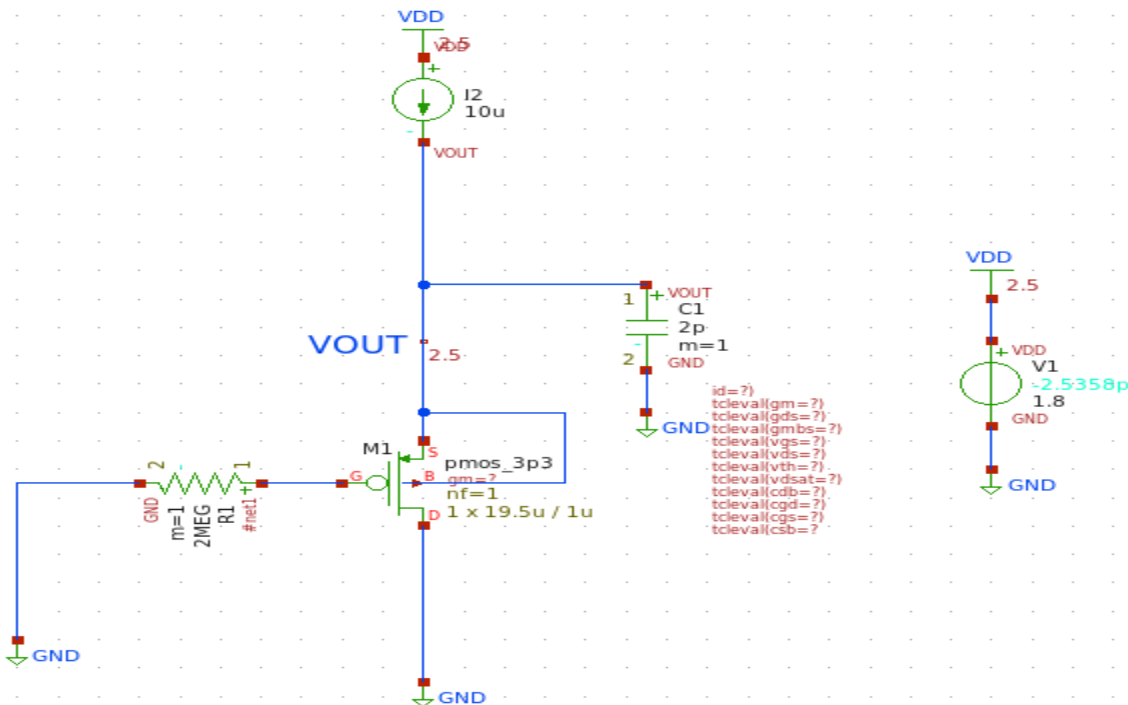 VDD
2.5
VDD
+
I2
10u
-
VOUT
VDD
2.5
VOUT
2.5
1
+
VOUT
C1
2p
m=1
-
2
GND
GND
+
VDD
V1
-2.5358p
1.8
GND
GND
id=?)
tcleval(gm=?)
tcleval(gds=?)
tcleval(gmbs=?)
tcleval(vgs=?)
tcleval(vds=?)
tcleval(vth=?)
tcleval(vdsat=?)
tcleval(cdb=?)
tcleval(cgd=?)
tcleval(cgs=?)
tcleval(csb=?
M1
S
G
B
D
pmos_3p3
gm=?
nf=1
1 x 19.5u / 1u
2
-
1
+
GND
m=1
2MEG
R1
#net1
GND
GND